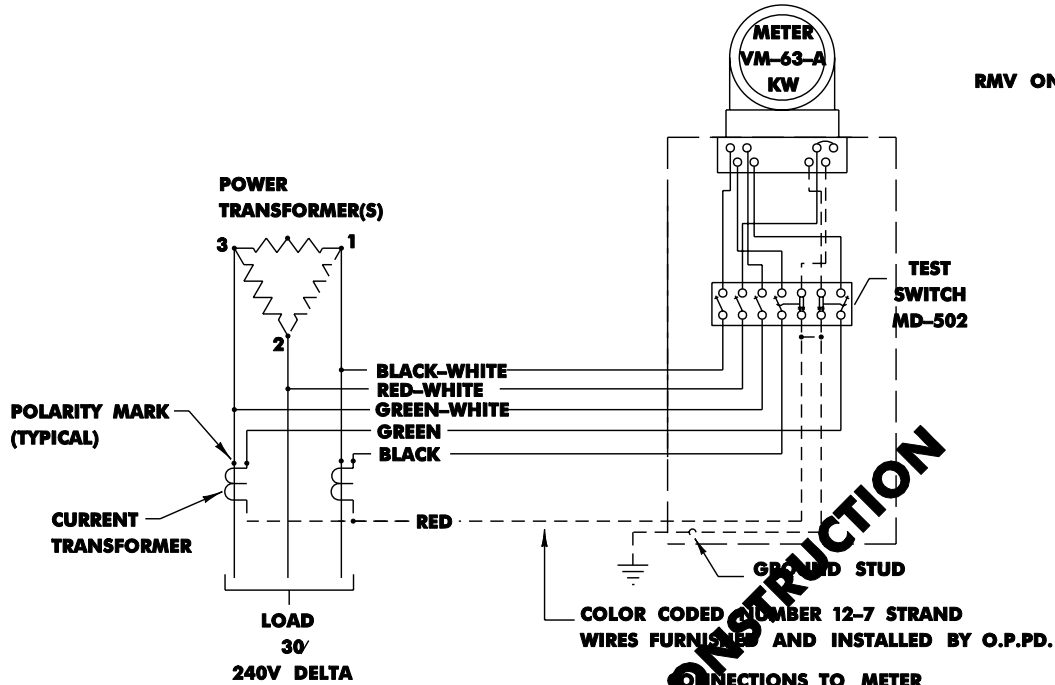 METER
VM–63–A
KW
RMV ON
POWER
TRANSFORMER(S)
3
1
2
TEST
SWITCH
MD–502
BLACK–WHITE
RED–WHITE
GREEN–WHITE
GREEN
BLACK
POLARITY MARK
(TYPICAL)
CURRENT
TRANSFORMER
RED
GROUND STUD
LOAD
30⁄
240V DELTA
COLOR CODED NUMBER 12–7 STRAND
WIRES FURNISHED AND INSTALLED BY O.P.PD.
CONNECTIONS TO METER
ONSTRUCTION